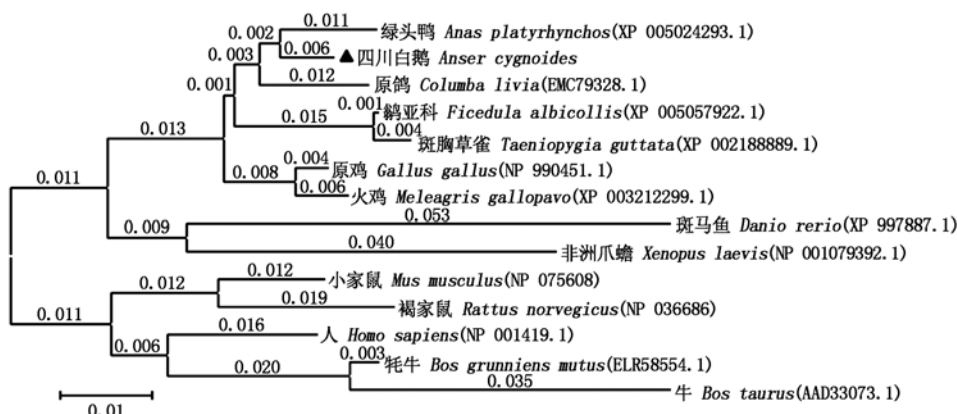 0.011
绿头鸭 Anas platyrhynchos(XP 005024293.1)
0.002
0.006
▲四川白鹅 Anser cygnoides
0.003
0.012
原鸽 Columba livia(EMC79328.1)
0.001
0.001
鹟亚科 Ficedula albicollis(XP 005057922.1)
0.015
0.004
斑胸草雀 Taeniopygia guttata(XP 002188889.1)
0.013
0.004
原鸡 Gallus gallus(NP 990451.1)
0.008
0.006
火鸡 Meleagris gallopavo(XP 003212299.1)
0.011
0.053
斑马鱼 Danio rerio(XP 997887.1)
0.009
0.040
非洲爪蟾 Xenopus laevis(NP 001079392.1)
0.012
小家鼠 Mus musculus(NP 075608)
0.012
0.019
褐家鼠 Rattus norvegicus(NP 036686)
0.011
0.016
人 Homo sapiens(NP 001419.1)
0.006
0.003
牦牛 Bos grunniens mutus(ELR58554.1)
0.020
0.035
牛 Bos taurus(AAD33073.1)
0.01